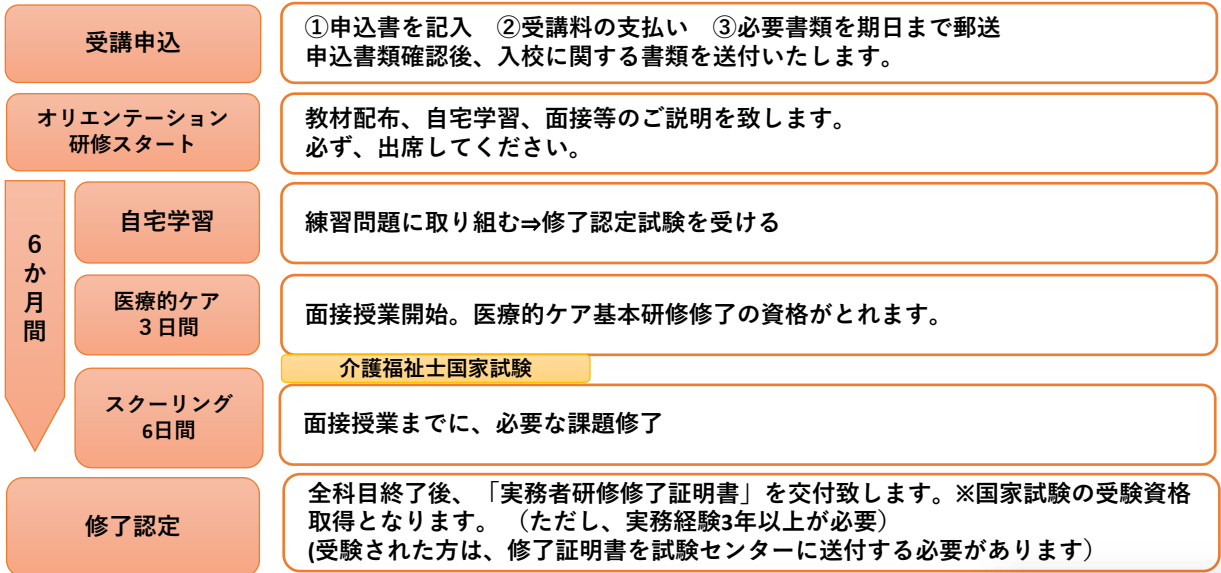 受講申込
①申込書を記入　②受講料の支払い　③必要書類を期日まで郵送
申込書類確認後、入校に関する書類を送付いたします。
オリエンテーション
研修スタート
教材配布、自宅学習、面接等のご説明を致します。
必ず、出席してください。
6か月間
自宅学習
練習問題に取り組む⇒修了認定試験を受ける
医療的ケア
３日間
面接授業開始。医療的ケア基本研修修了の資格がとれます。
介護福祉士国家試験
スクーリング
6日間
面接授業までに、必要な課題修了
修了認定
全科目終了後、「実務者研修修了証明書」を交付致します。※国家試験の受験資格
取得となります。（ただし、実務経験3年以上が必要）
(受験された方は、修了証明書を試験センターに送付する必要があります）